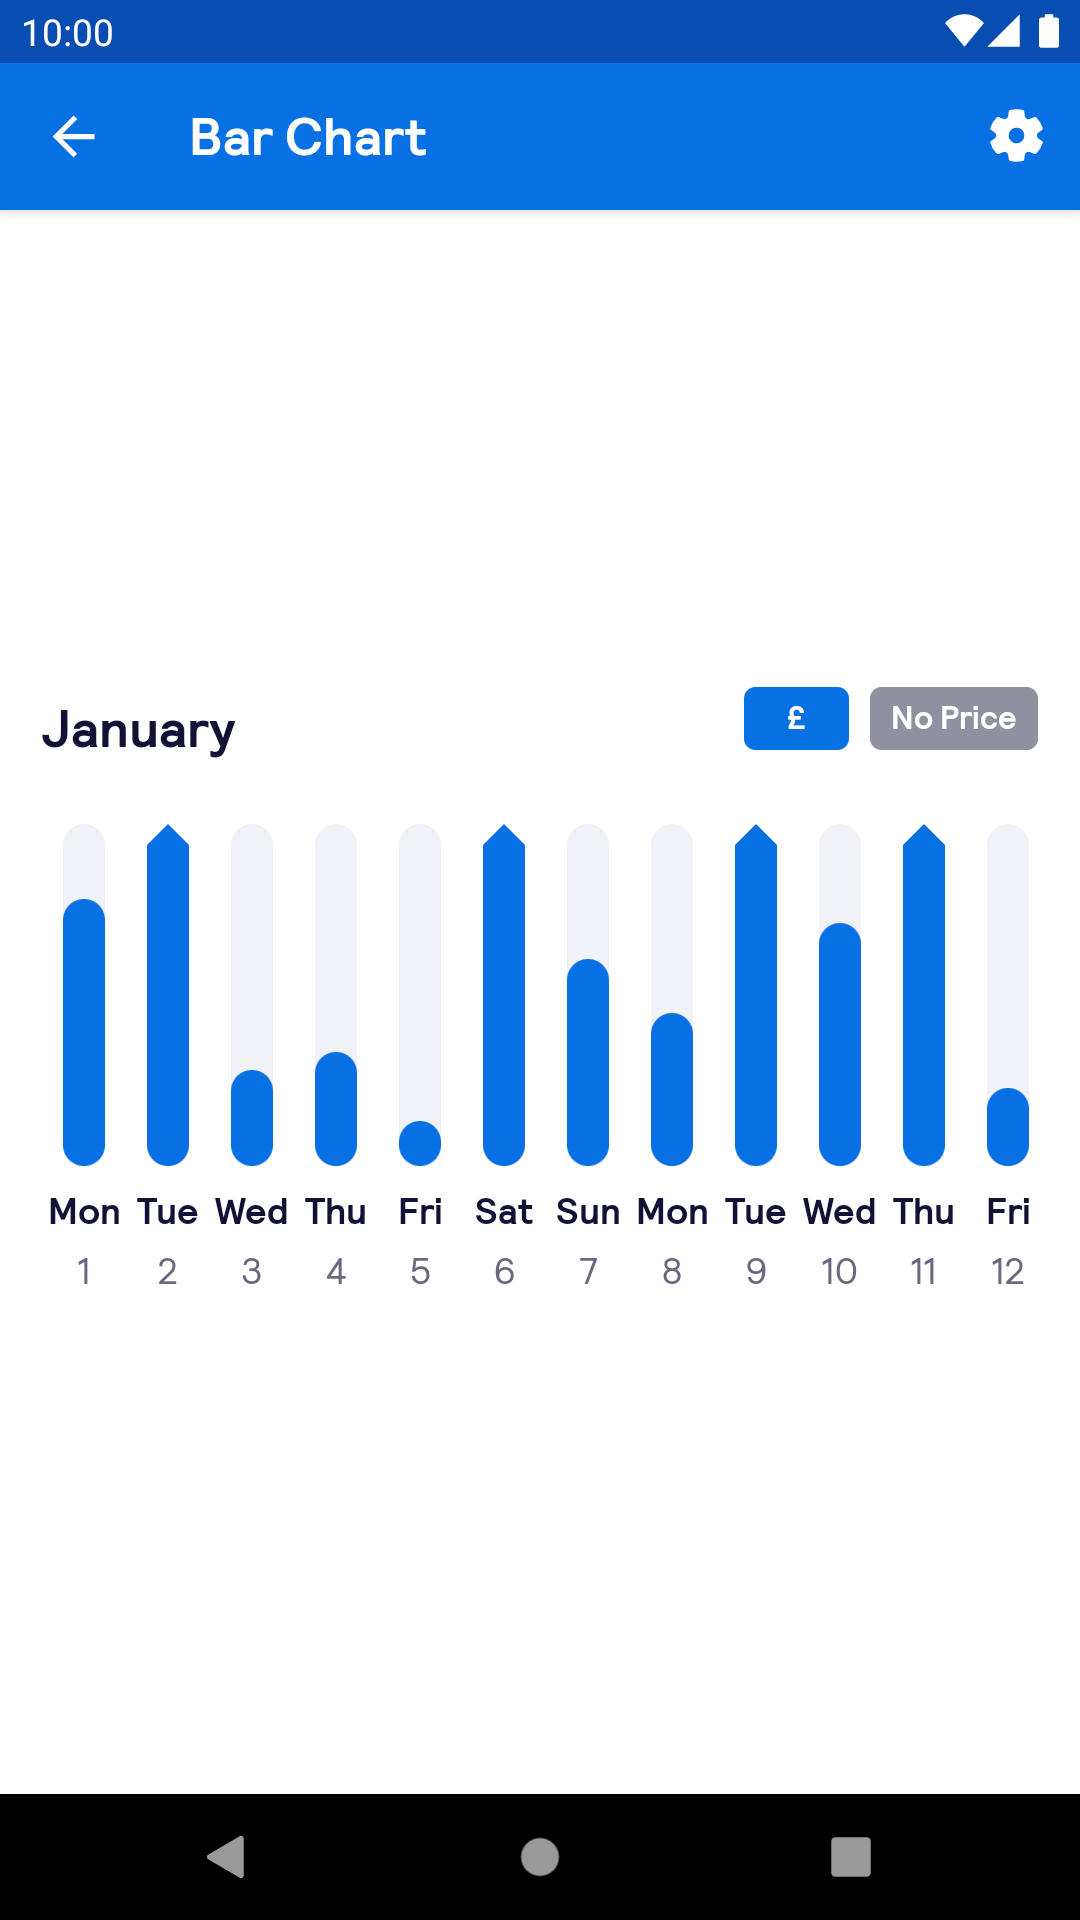 10:00
Bar Chart
January
£ No Price
Mon Tue Wed Thu Fri Sat Sun Mon Tue Wed Thu Fri
1 2 3 4 5 6 7 8 9 10 11 12